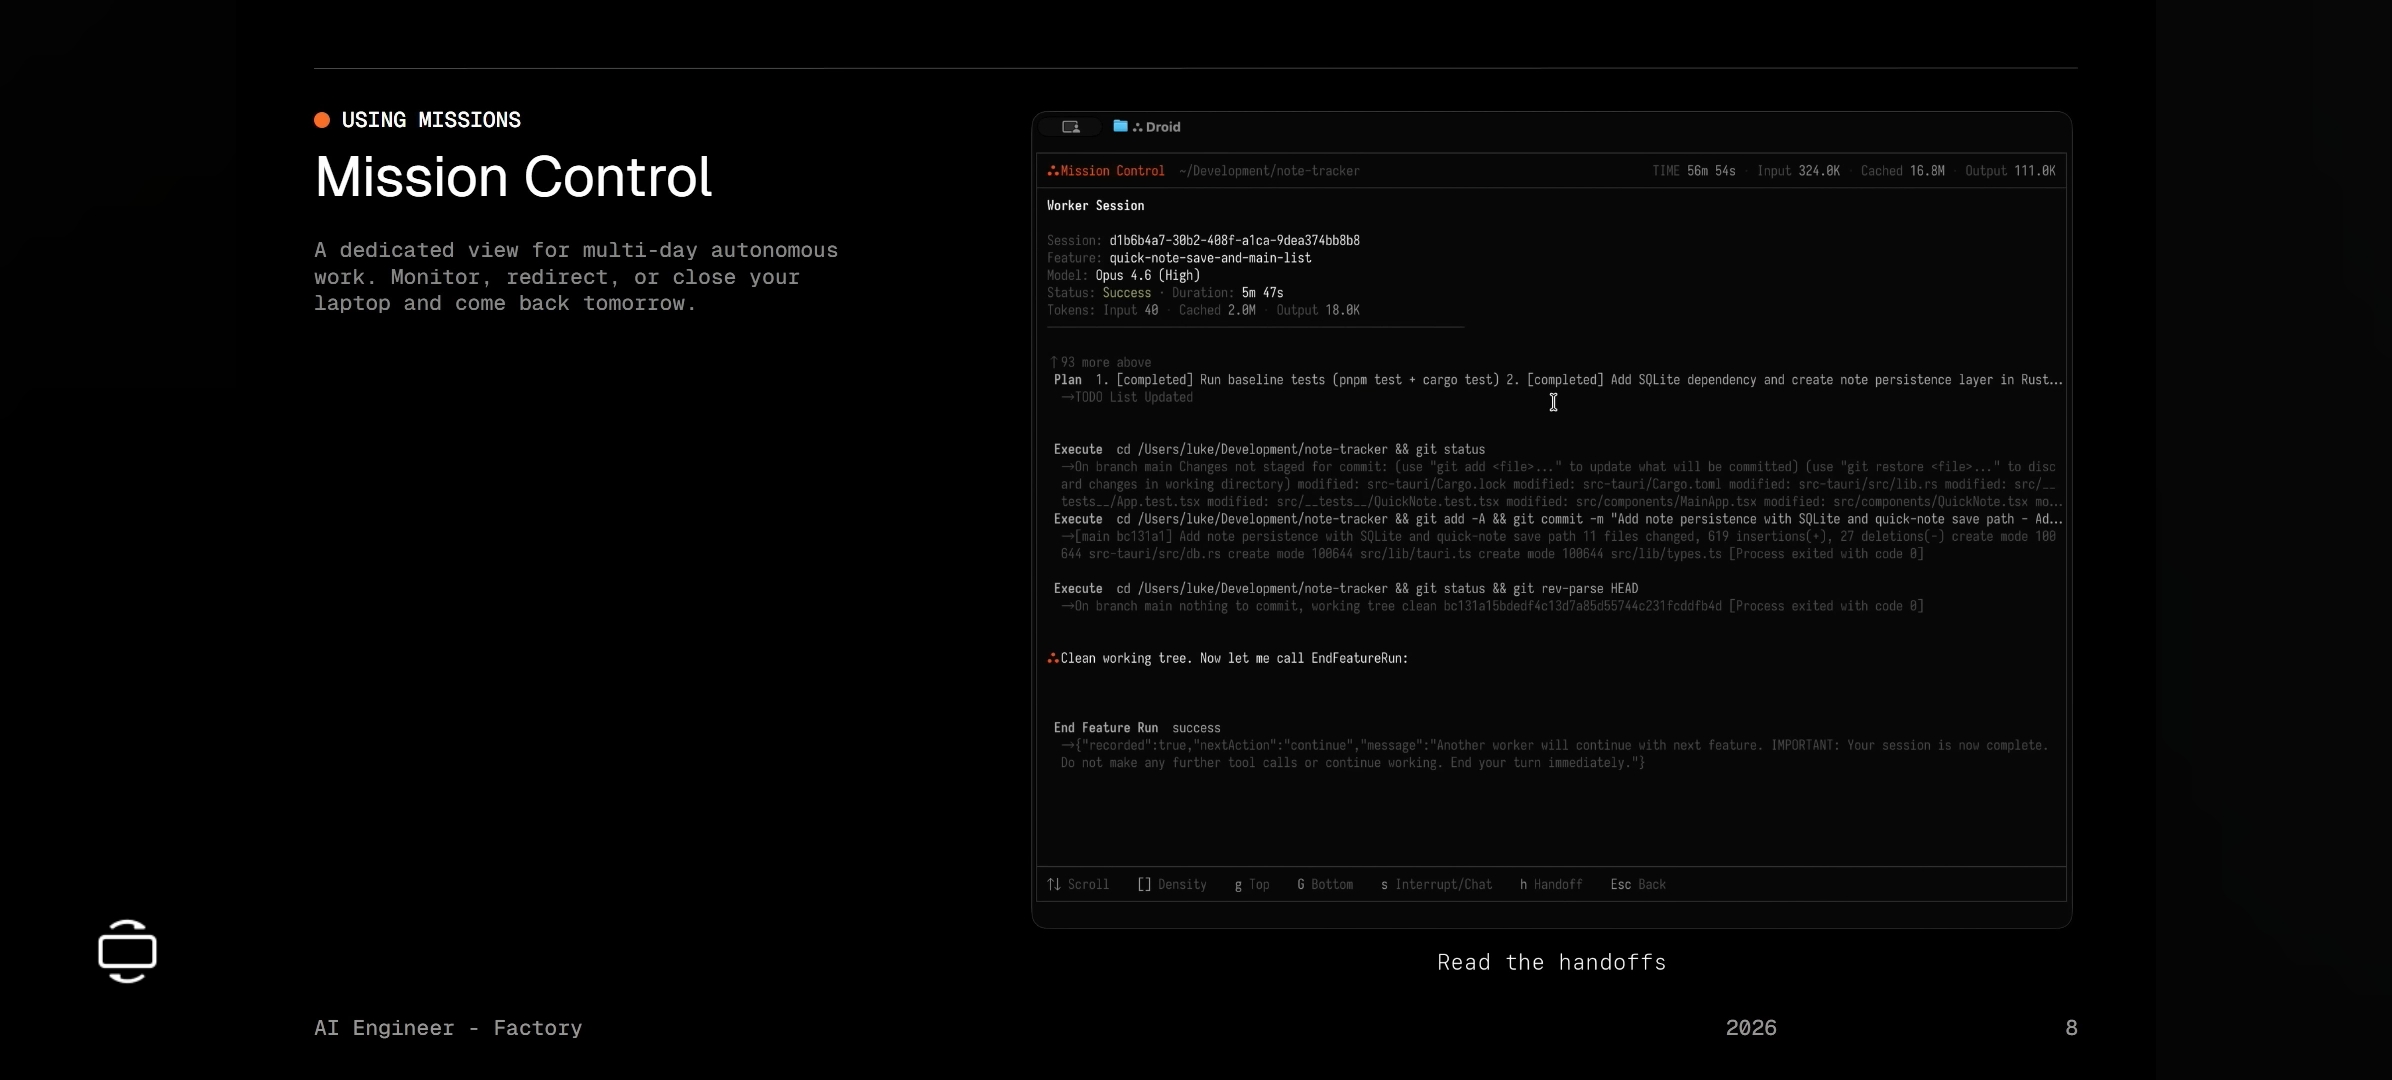 USING MISSIONS
Mission Control
A dedicated view for multi-day autonomous
work. Monitor, redirect, or close your
laptop and come back tomorrow.
Droid
Mission Control ~/Development/note-tracker TIME 56m 54s · Input 324.0K · Cached 16.8M · Output 111.0K
Worker Session
Session: d1b6b4a7-30b2-408f-a1ca-9dea374bb8b8
Feature: quick-note-save-and-main-list
Model: Opus 4.6 (High)
Status: Success · Duration: 5m 47s
Tokens: Input 40 · Cached 2.0M · Output 18.0K
↑93 more above
Plan 1. [completed] Run baseline tests (pnpm test + cargo test) 2. [completed] Add SQLite dependency and create note persistence layer in Rust...
→TODO List Updated
Execute cd /Users/luke/Development/note-tracker && git status
→On branch main Changes not staged for commit: (use "git add <file>..." to update what will be committed) (use "git restore <file>..." to disc
ard changes in working directory) modified: src-tauri/Cargo.lock modified: src-tauri/Cargo.toml modified: src-tauri/src/lib.rs modified: src/__
tests__/App.test.tsx modified: src/__tests__/QuickNote.test.tsx modified: src/components/MainApp.tsx modified: src/components/QuickNote.tsx mo...
Execute cd /Users/luke/Development/note-tracker && git add -A && git commit -m "Add note persistence with SQLite and quick-note save path - Ad...
→[main bc131a1] Add note persistence with SQLite and quick-note save path 11 files changed, 619 insertions(+), 27 deletions(-) create mode 100
644 src-tauri/src/db.rs create mode 100644 src/lib/tauri.ts create mode 100644 src/lib/types.ts [Process exited with code 0]
Execute cd /Users/luke/Development/note-tracker && git status && git rev-parse HEAD
→On branch main nothing to commit, working tree clean bc131a15bdedf4c13d7a85d55744c231fcddfb4d [Process exited with code 0]
Clean working tree. Now let me call EndFeatureRun:
End Feature Run success
→{"recorded":true,"nextAction":"continue","message":"Another worker will continue with next feature. IMPORTANT: Your session is now complete.
Do not make any further tool calls or continue working. End your turn immediately."}
↑↓ Scroll [] Density g Top G Bottom s Interrupt/Chat h Handoff Esc Back
Read the handoffs
AI Engineer - Factory 2026 8